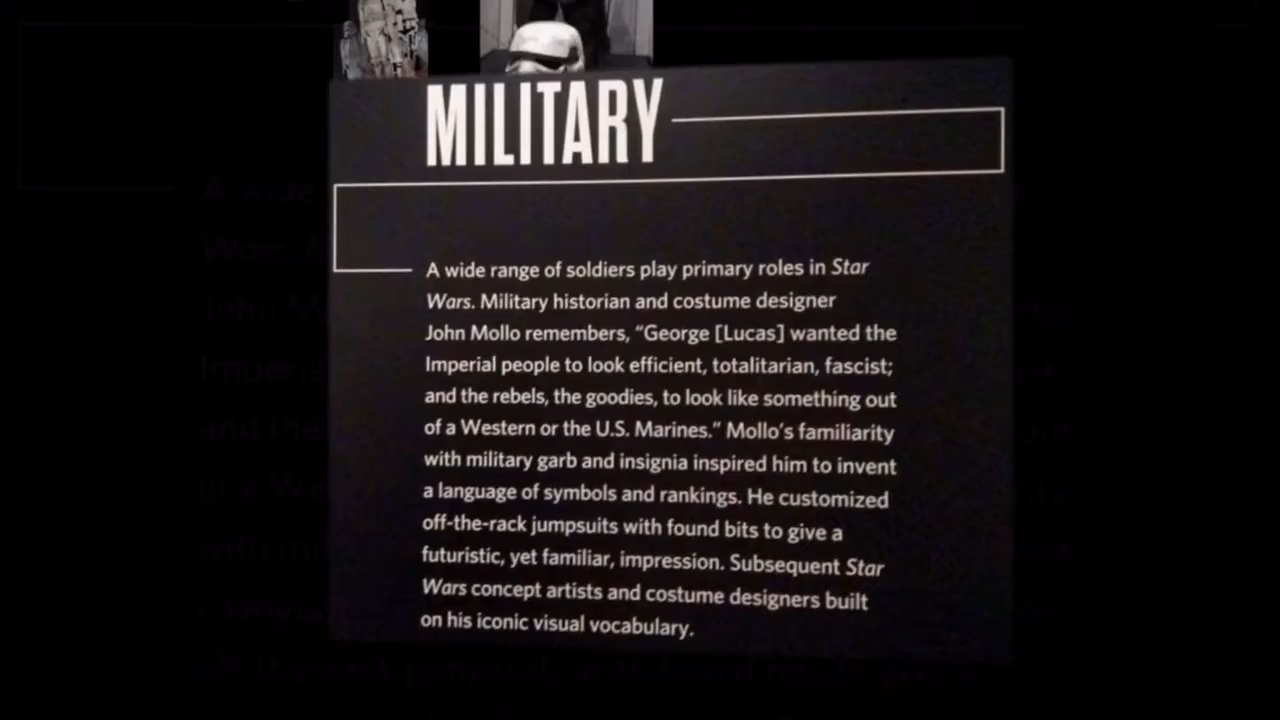 MILITARY
A wide range of soldiers play primary roles in Star
Wars. Military historian and costume designer
John Mollo remembers, “George [Lucas] wanted the
Imperial people to look efficient, totalitarian, fascist;
and the rebels, the goodies, to look like something out
of a Western or the U.S. Marines.” Mollo’s familiarity
with military garb and insignia inspired him to invent
a language of symbols and rankings. He customized
off-the-rack jumpsuits with found bits to give a
futuristic, yet familiar, impression. Subsequent Star
Wars concept artists and costume designers built
on his iconic visual vocabulary.